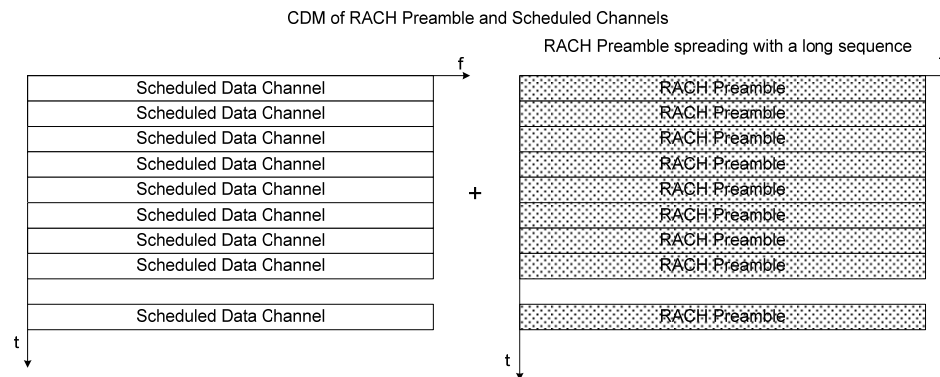 CDM of RACH Preamble and Scheduled Channels
RACH Preamble spreading with a long sequence
f
Scheduled Data Channel
Scheduled Data Channel
Scheduled Data Channel
Scheduled Data Channel
Scheduled Data Channel
Scheduled Data Channel
Scheduled Data Channel
Scheduled Data Channel
Scheduled Data Channel
t
+
RACH Preamble
RACH Preamble
RACH Preamble
RACH Preamble
RACH Preamble
RACH Preamble
RACH Preamble
RACH Preamble
RACH Preamble
t